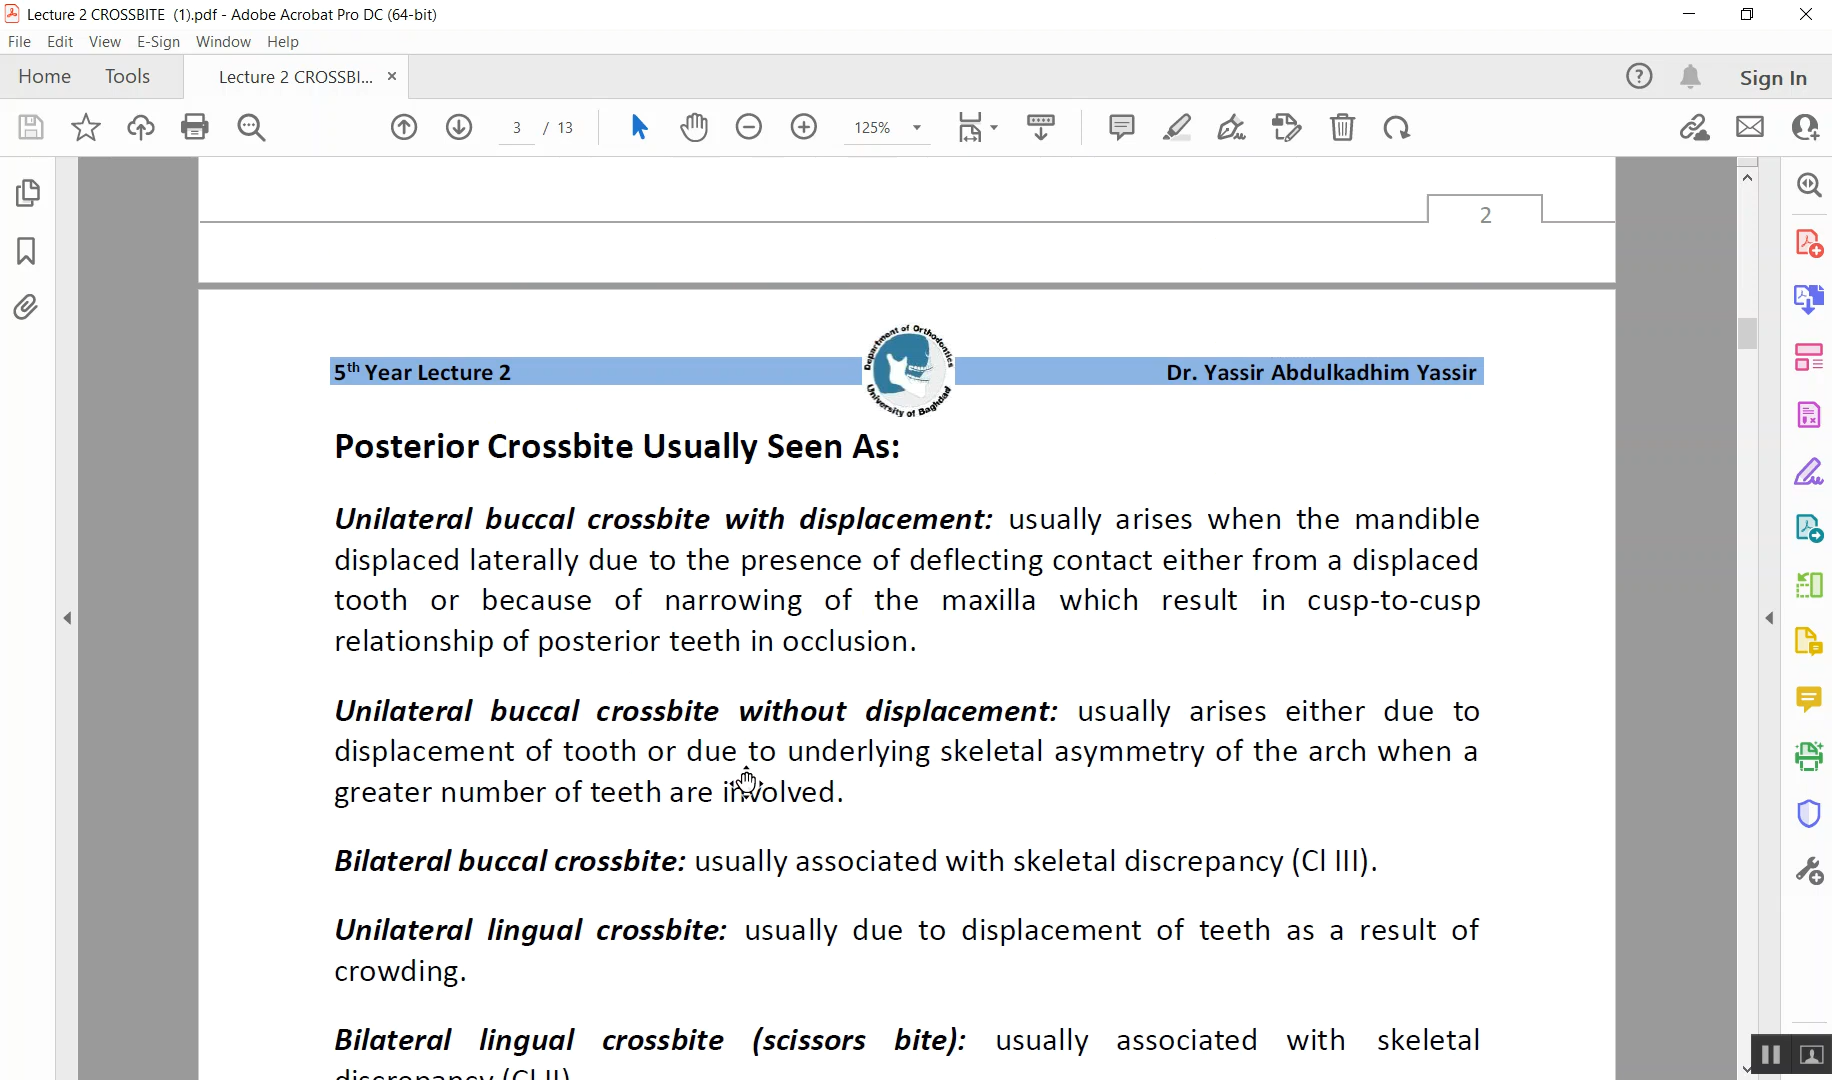 Lecture 2 CROSSBITE (1).pdf - Adobe Acrobat Pro DC (64-bit)
File Edit View E-Sign Window Help
Home Tools Lecture 2 CROSSBI... × Sign In
3 / 13 125%
2
Department of Orthodontics
University of Baghdad
5th Year Lecture 2 Dr. Yassir Abdulkadhim Yassir
Posterior Crossbite Usually Seen As:
Unilateral buccal crossbite with displacement: usually arises when the mandible
displaced laterally due to the presence of deflecting contact either from a displaced
tooth or because of narrowing of the maxilla which result in cusp-to-cusp
relationship of posterior teeth in occlusion.
Unilateral buccal crossbite without displacement: usually arises either due to
displacement of tooth or due to underlying skeletal asymmetry of the arch when a
greater number of teeth are involved.
Bilateral buccal crossbite: usually associated with skeletal discrepancy (Cl III).
Unilateral lingual crossbite: usually due to displacement of teeth as a result of
crowding.
Bilateral lingual crossbite (scissors bite): usually associated with skeletal
discrepancy (Cl II)